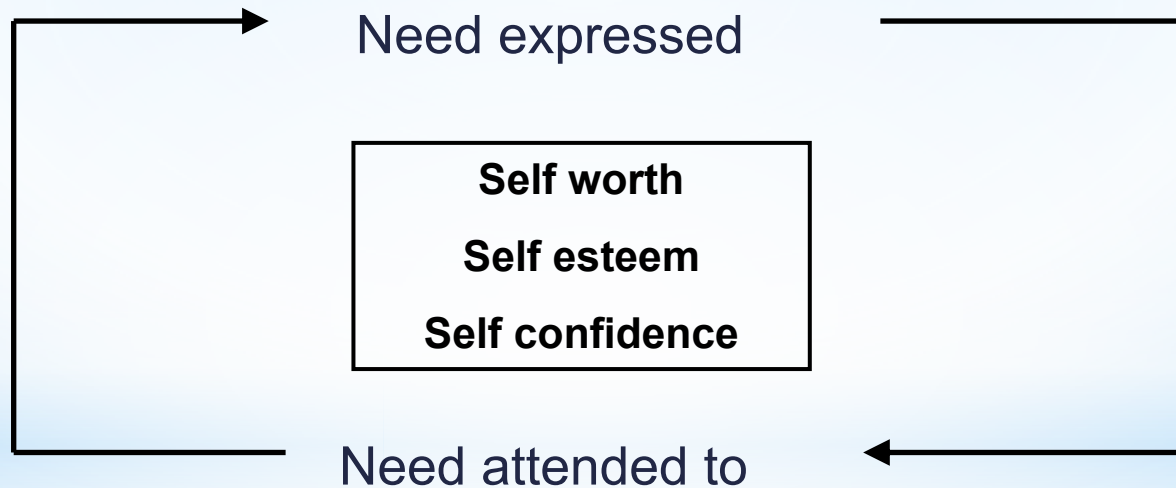 Need expressed
Self worth
Self esteem
Self confidence
Need attended to